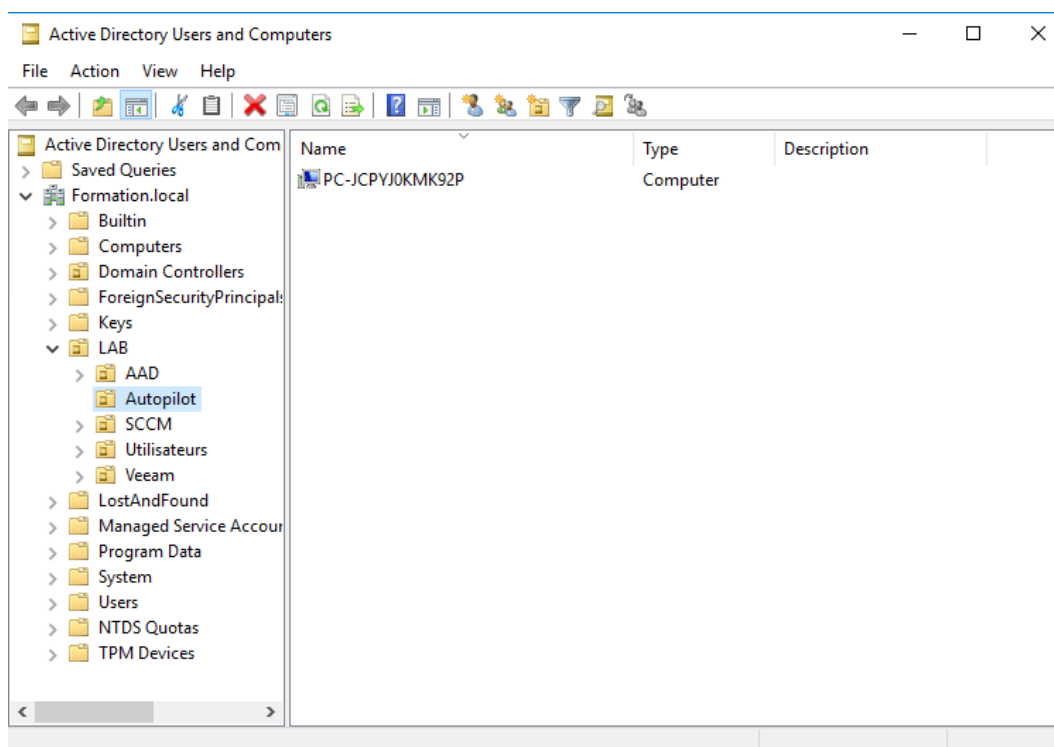 Active Directory Users and Computers
File Action View Help
Active Directory Users and Com
Saved Queries
Formation.local
Builtin
Computers
Domain Controllers
ForeignSecurityPrincipals
Keys
LAB
AAD
Autopilot
SCCM
Utilisateurs
Veeam
LostAndFound
Managed Service Accour
Program Data
System
Users
NTDS Quotas
TPM Devices
Name Type Description
PC-JCPYJ0KMK92P Computer